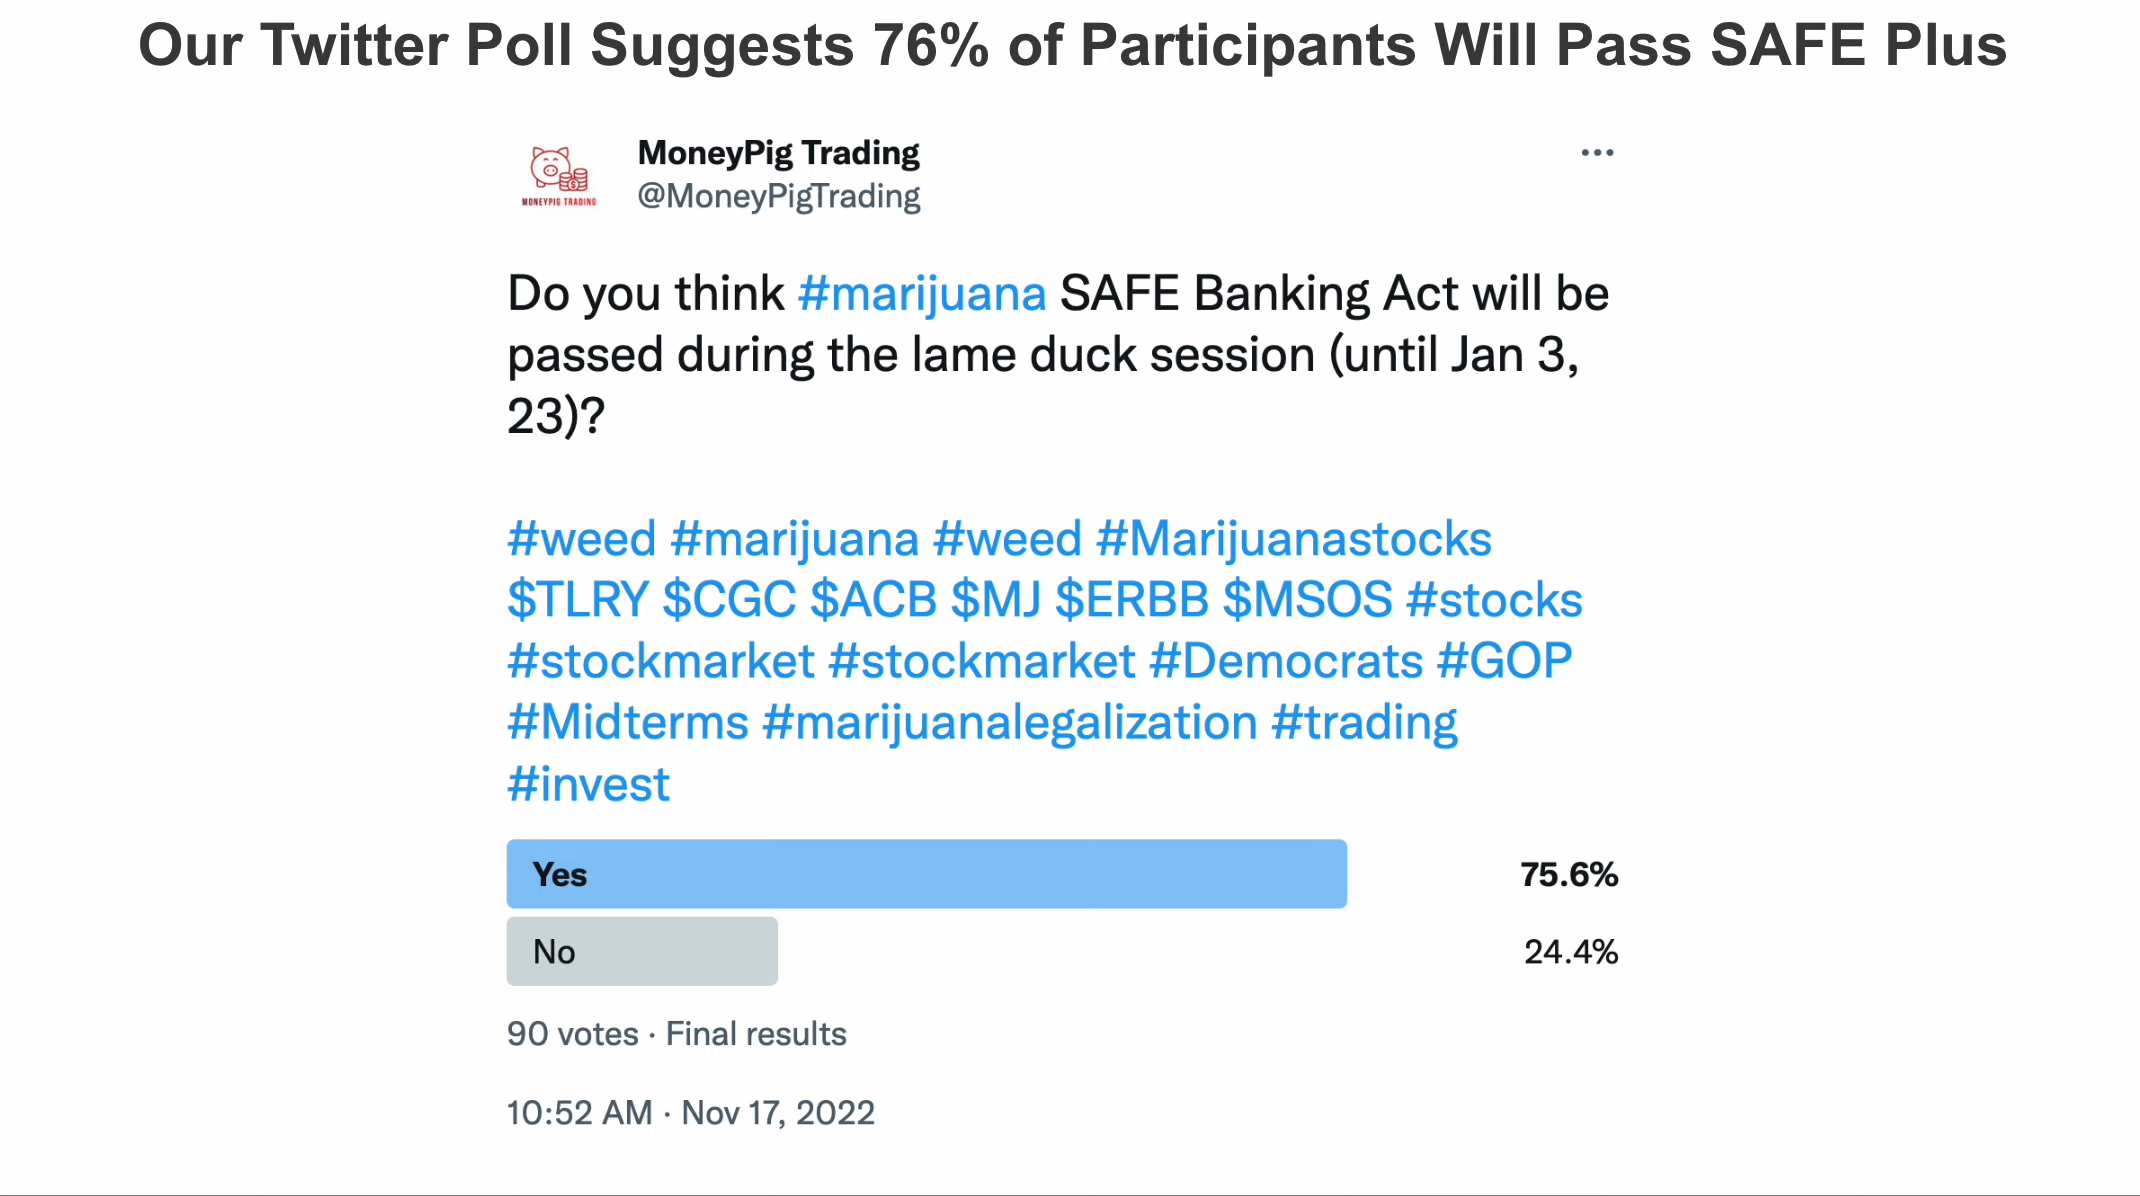 Our Twitter Poll Suggests 76% of Participants Will Pass SAFE Plus
MONEYPIG TRADING
MoneyPig Trading
@MoneyPigTrading
Do you think #marijuana SAFE Banking Act will be
passed during the lame duck session (until Jan 3,
23)?
#weed #marijuana #weed #Marijuanastocks
$TLRY $CGC $ACB $MJ $ERBB $MSOS #stocks
#stockmarket #stockmarket #Democrats #GOP
#Midterms #marijuanalegalization #trading
#invest
Yes 75.6%
No 24.4%
90 votes · Final results
10:52 AM · Nov 17, 2022